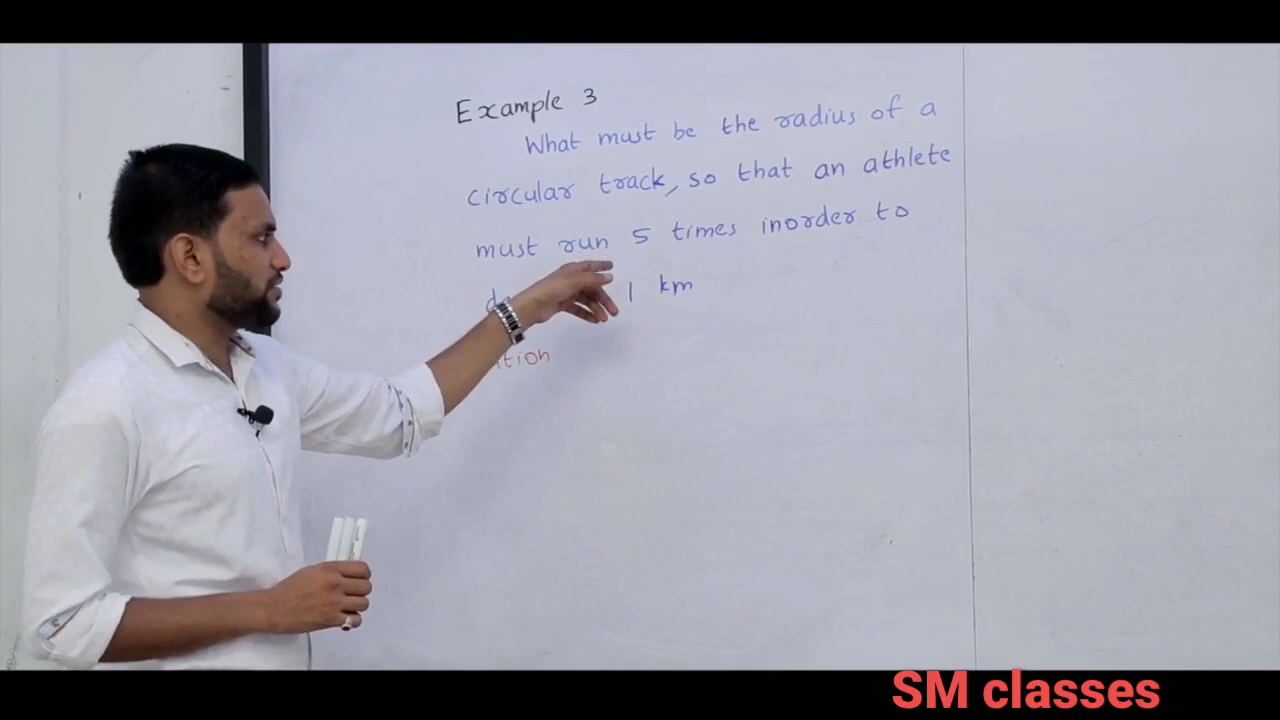 Example 3
What must be the radius of a
circular track, so that an athlete
must run 5 times inorder to
1 km
SM classes